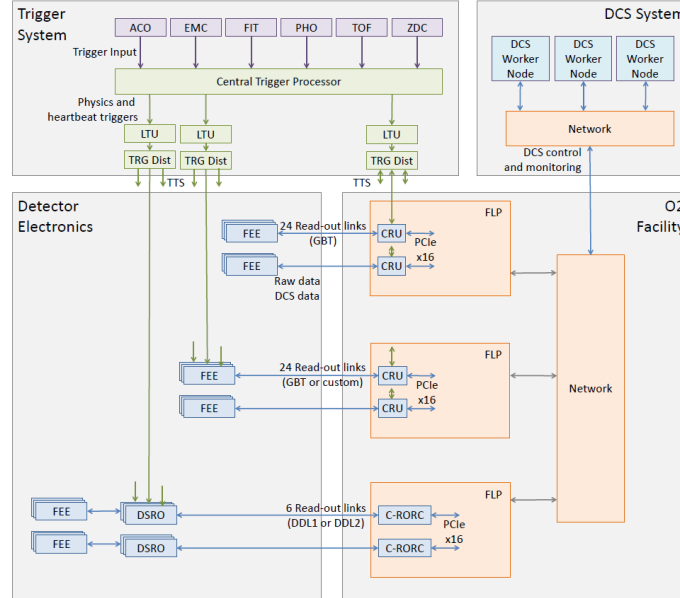 Trigger
System
ACO
EMC
FIT
PHO
TOF
ZDC
Trigger Input
Central Trigger Processor
Physics and
heartbeat triggers
LTU
LTU
LTU
TRG Dist
TRG Dist
TRG Dist
TTS
TTS
DCS System
DCS
Worker
Node
DCS
Worker
Node
DCS
Worker
Node
Network
DCS control
and monitoring
Detector
Electronics
O2
Facility
FEE
24 Read-out links
(GBT)
CRU
FLP
PCIe
x16
FEE
CRU
Raw data
DCS data
FEE
24 Read-out links
(GBT or custom)
CRU
FLP
PCIe
x16
FEE
CRU
Network
FEE
DSRO
6 Read-out links
(DDL1 or DDL2)
C-RORC
FLP
PCIe
x16
FEE
DSRO
C-RORC